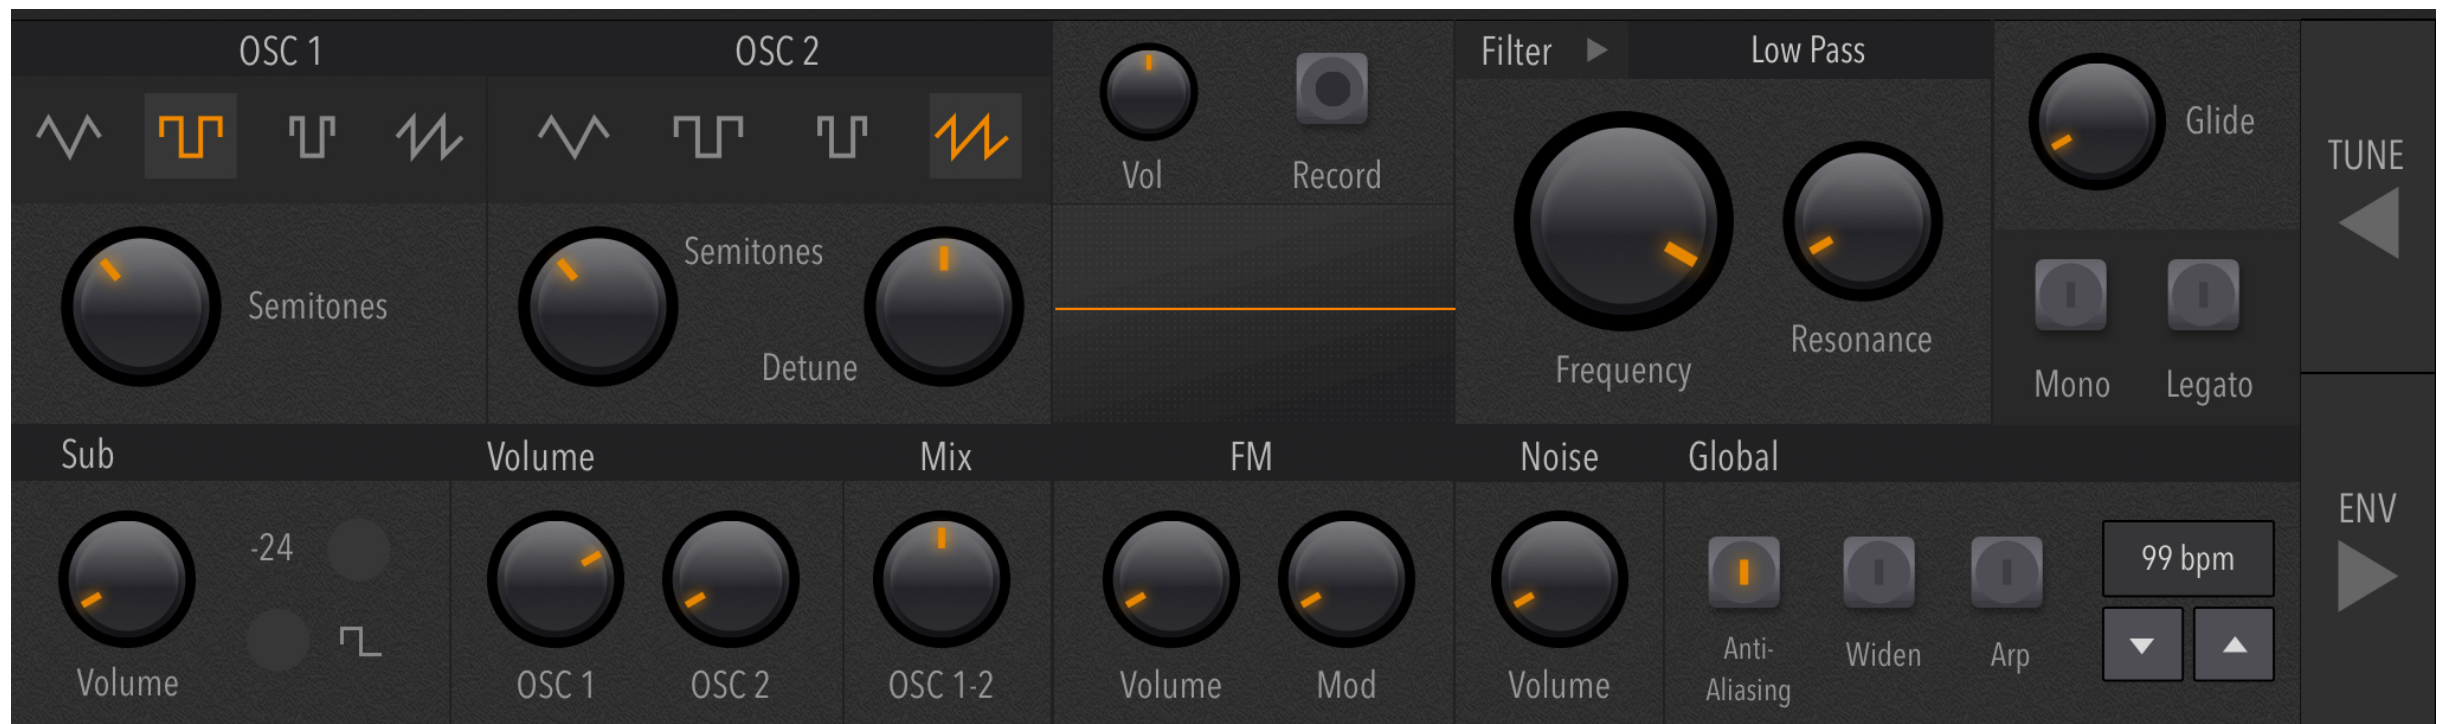 OSC 1
OSC 2
Vol
Record
Filter
Low Pass
Glide
TUNE
Semitones
Semitones
Detune
Frequency
Resonance
Mono
Legato
Sub
Volume
Mix
FM
Noise
Global
ENV
-24
99 bpm
Volume
OSC 1
OSC 2
OSC 1-2
Volume
Mod
Volume
Anti-
Aliasing
Widen
Arp